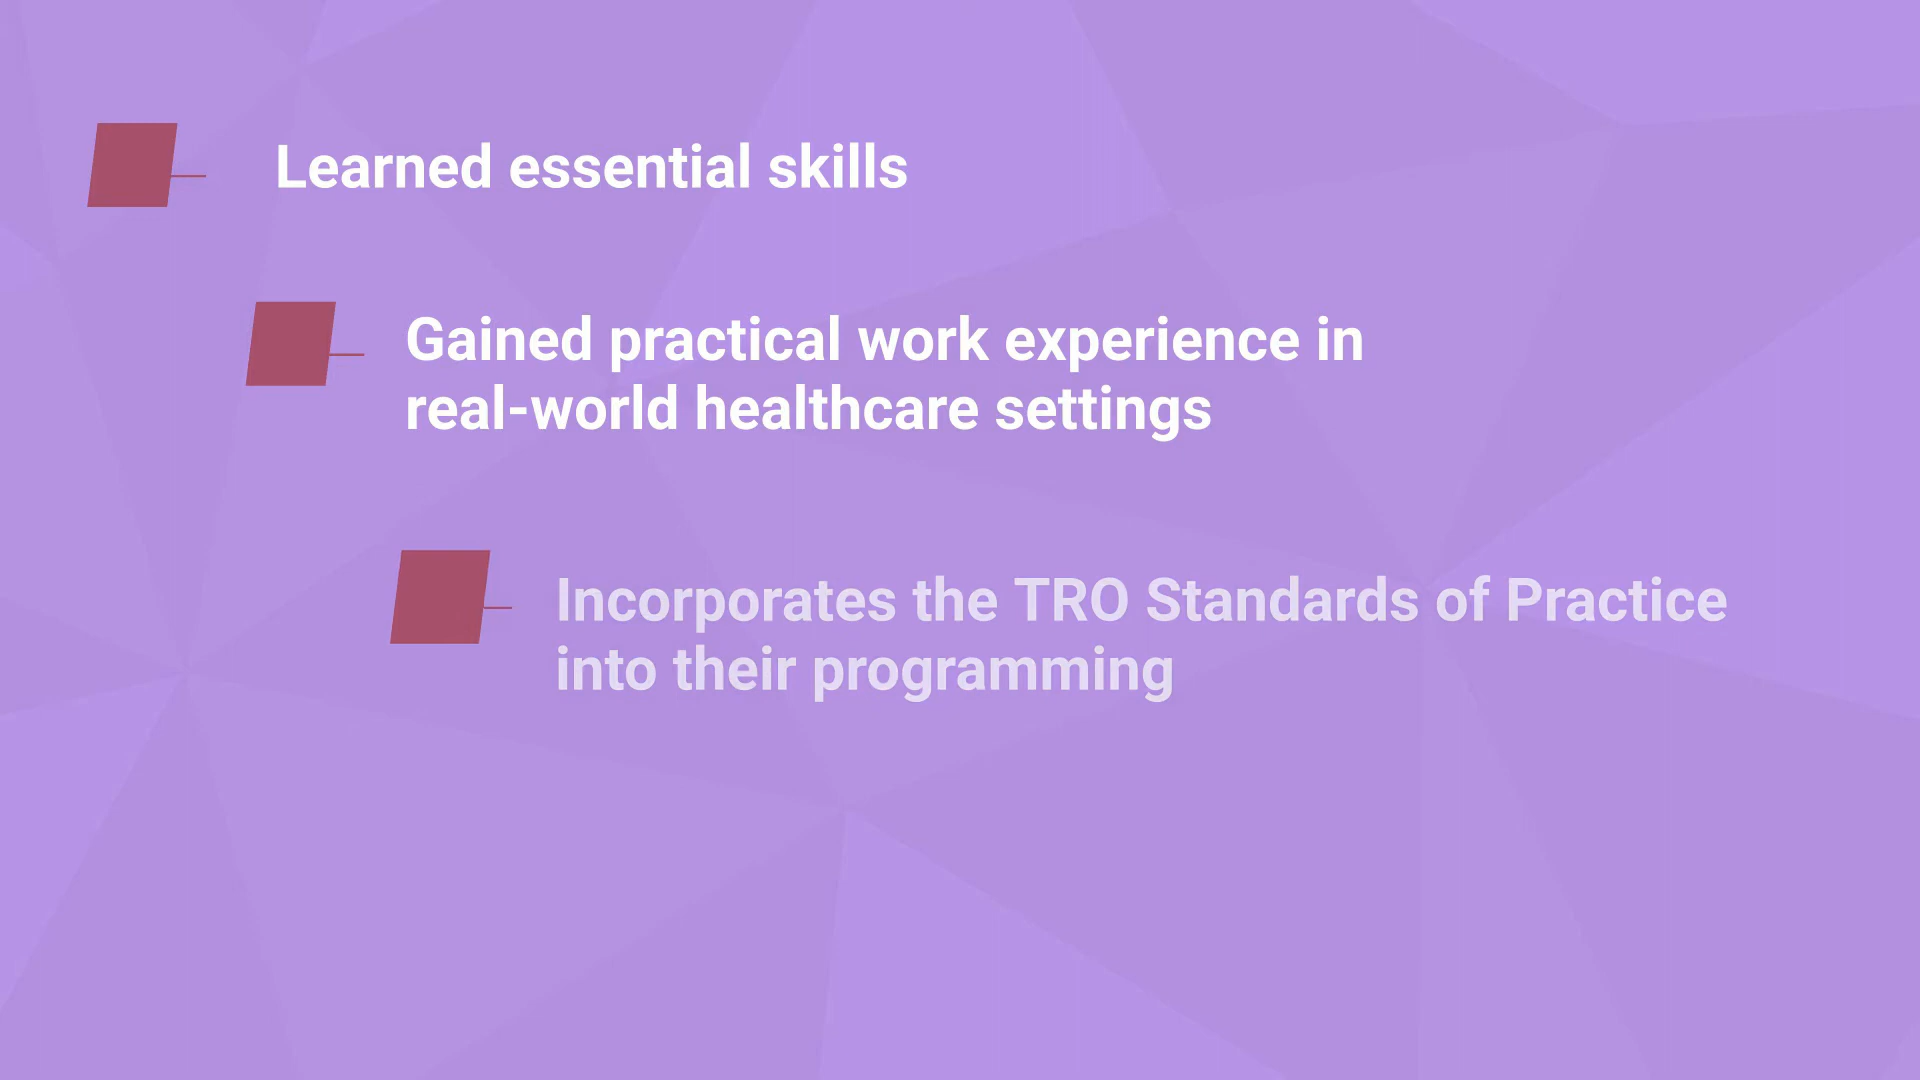 Learned essential skills
Gained practical work experience in
real-world healthcare settings
Incorporates the TRO Standards of Practice
into their programming